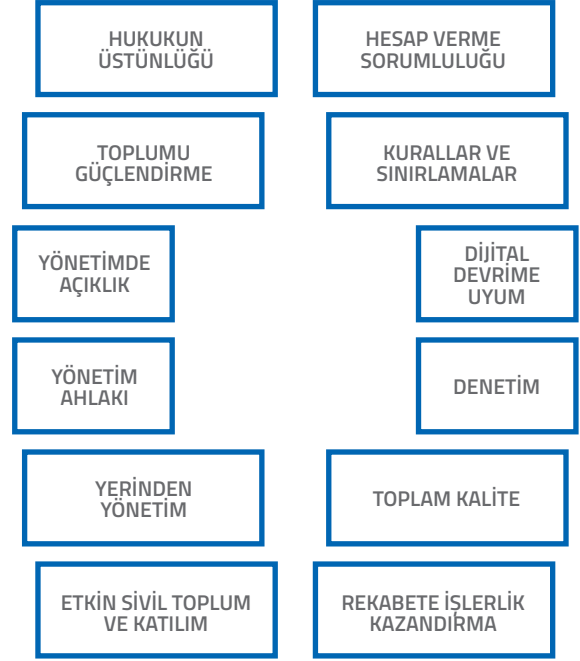 HUKUKUN
ÜSTÜNLÜĞÜ
HESAP VERME
SORUMLULUĞU
TOPLUMU
GÜÇLENDİRME
KURALLAR VE
SINIRLAMALAR
YÖNETİMDE
AÇIKLIK
DİJİTAL
DEVRİME
UYUM
YÖNETİM
AHLAKI
DENETİM
YERİNDEN
YÖNETİM
TOPLAM KALİTE
ETKİN SİVİL TOPLUM
VE KATILIM
REKABETE İŞLERLİK
KAZANDIRMA